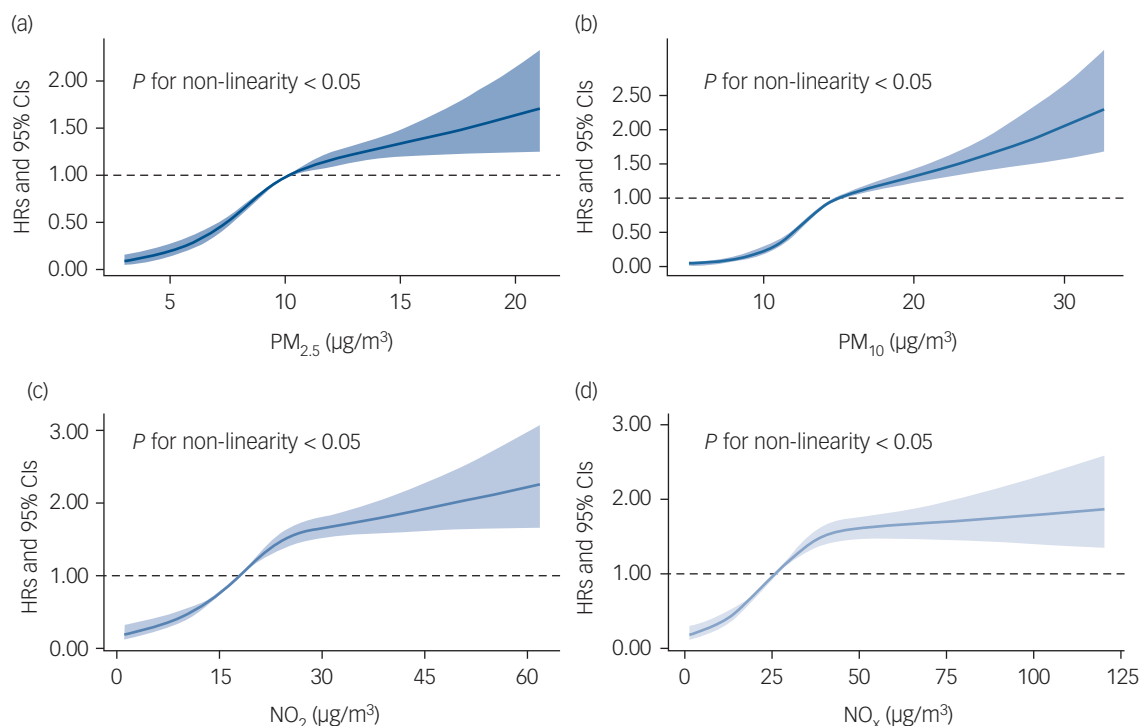 (a)
P for non-linearity < 0.05
HRs and 95% CIs
2.00
1.50
1.00
0.50
0.00
5
10
15
20
PM2.5 (µg/m³)
(b)
P for non-linearity < 0.05
HRs and 95% CIs
2.50
2.00
1.50
1.00
0.50
0.00
10
20
30
PM10 (µg/m³)
(c)
P for non-linearity < 0.05
HRs and 95% CIs
3.00
2.00
1.00
0.00
0
15
30
45
60
NO2 (µg/m³)
(d)
P for non-linearity < 0.05
HRs and 95% CIs
3.00
2.00
1.00
0.00
0
25
50
75
100
125
NOx (µg/m³)